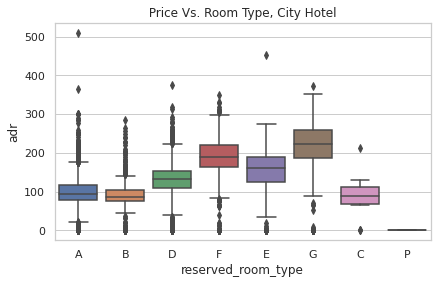 Price Vs. Room Type, City Hotel
500
400
300
200
100
0
adr
A B D F E G C P
reserved_room_type